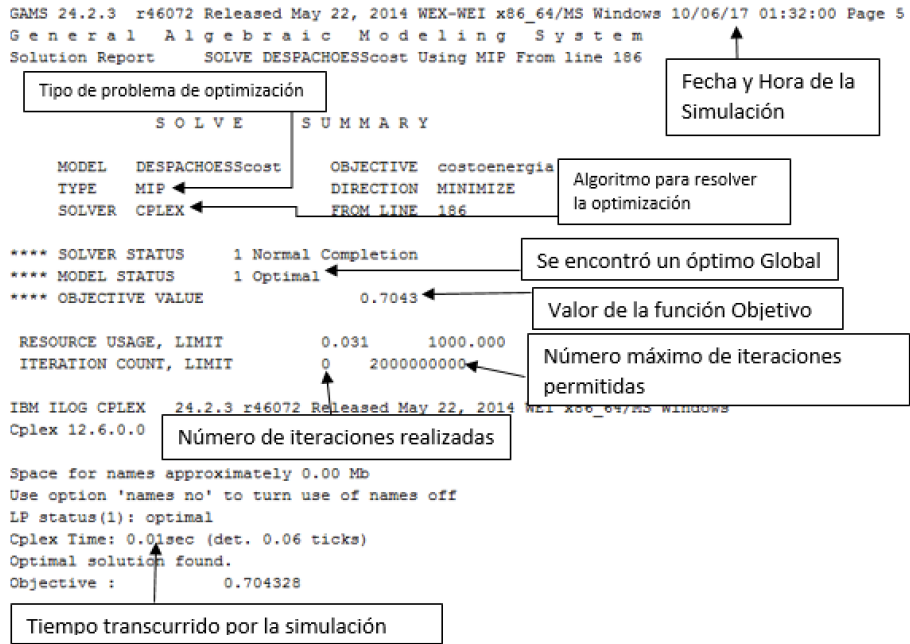 GAMS 24.2.3 r46072 Released May 22, 2014 WEX-WEI x86_64/MS Windows 10/06/17 01:32:00 Page 5
G e n e r a l   A l g e b r a i c   M o d e l i n g   S y s t e m
Solution Report SOLVE DESPACHOESScost Using MIP From line 186
Fecha y Hora de la
Simulación
Tipo de problema de optimización
S O L V E   S U M M A R Y
MODEL DESPACHOESScost OBJECTIVE costoenergia
TYPE MIP DIRECTION MINIMIZE
SOLVER CPLEX FROM LINE 186
Algoritmo para resolver
la optimización
**** SOLVER STATUS 1 Normal Completion
**** MODEL STATUS 1 Optimal
**** OBJECTIVE VALUE 0.7043
Se encontró un óptimo Global
Valor de la función Objetivo
RESOURCE USAGE, LIMIT 0.031 1000.000
ITERATION COUNT, LIMIT 0 2000000000
Número máximo de iteraciones
permitidas
IBM ILOG CPLEX 24.2.3 r46072 Released May 22, 2014 WEI x86_64/MS Windows
Cplex 12.6.0.0
Número de iteraciones realizadas
Space for names approximately 0.00 Mb
Use option 'names no' to turn use of names off
LP status(1): optimal
Cplex Time: 0.01sec (det. 0.06 ticks)
Optimal solution found.
Objective : 0.704328
Tiempo transcurrido por la simulación